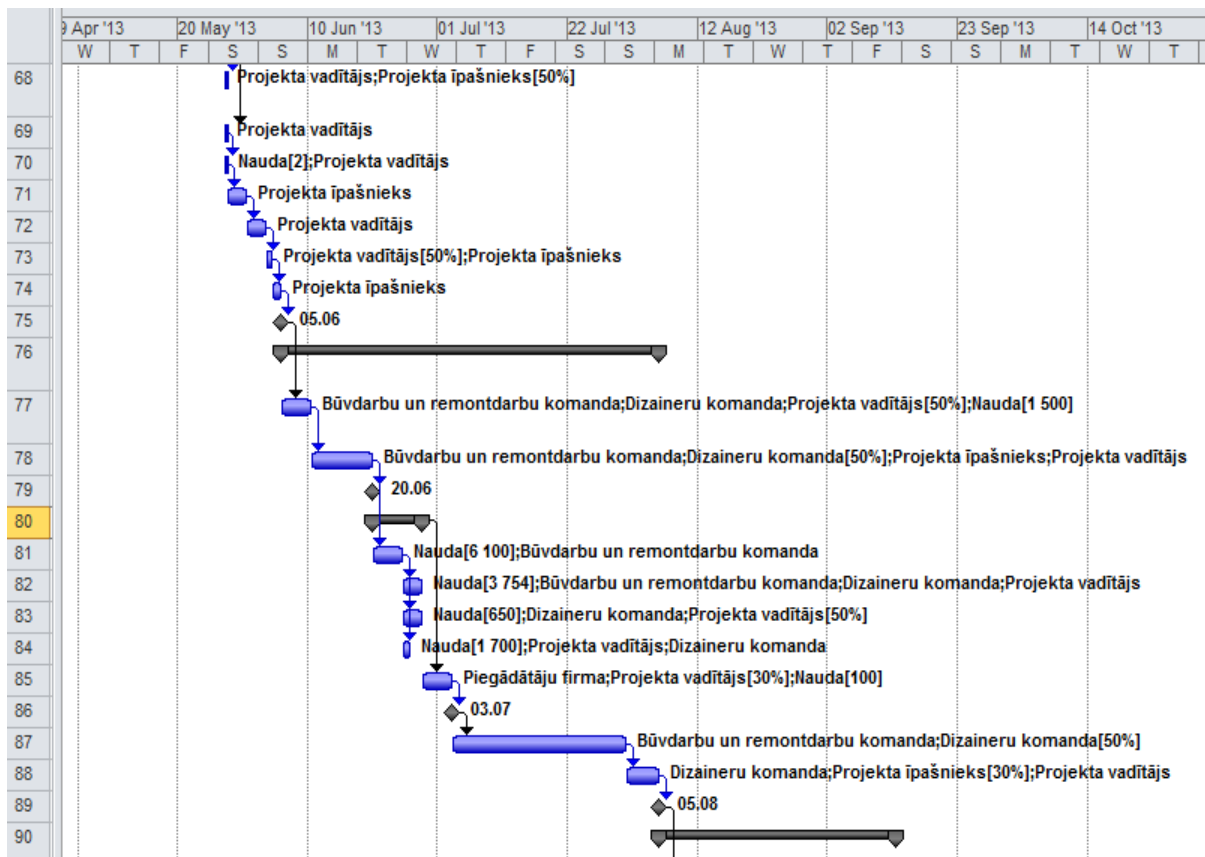 9 Apr '13 20 May '13 10 Jun '13 01 Jul '13 22 Jul '13 12 Aug '13 02 Sep '13 23 Sep '13 14 Oct '13
W T F S S M T W T F S S M T W T F S S M T W T
68 Projekta vadītājs;Projekta īpašnieks[50%]
69 Projekta vadītājs
70 Nauda[2];Projekta vadītājs
71 Projekta īpašnieks
72 Projekta vadītājs
73 Projekta vadītājs[50%];Projekta īpašnieks
74 Projekta īpašnieks
75 05.06
76
77 Būvdarbu un remontdarbu komanda;Dizaineru komanda;Projekta vadītājs[50%];Nauda[1 500]
78 Būvdarbu un remontdarbu komanda;Dizaineru komanda[50%];Projekta īpašnieks;Projekta vadītājs
79 20.06
80
81 Nauda[6 100];Būvdarbu un remontdarbu komanda
82 Nauda[3 754];Būvdarbu un remontdarbu komanda;Dizaineru komanda;Projekta vadītājs
83 Nauda[650];Dizaineru komanda;Projekta vadītājs[50%]
84 Nauda[1 700];Projekta vadītājs;Dizaineru komanda
85 Piegādātāju firma;Projekta vadītājs[30%];Nauda[100]
86 03.07
87 Būvdarbu un remontdarbu komanda;Dizaineru komanda[50%]
88 Dizaineru komanda;Projekta īpašnieks[30%];Projekta vadītājs
89 05.08
90